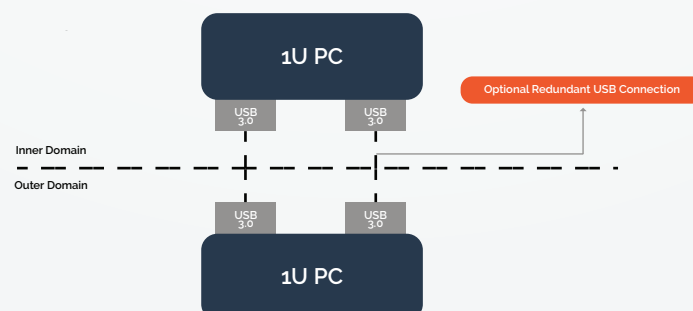 1U PC
Optional Redundant USB Connection
USB
3.0
USB
3.0
Inner Domain
Outer Domain
USB
3.0
USB
3.0
1U PC